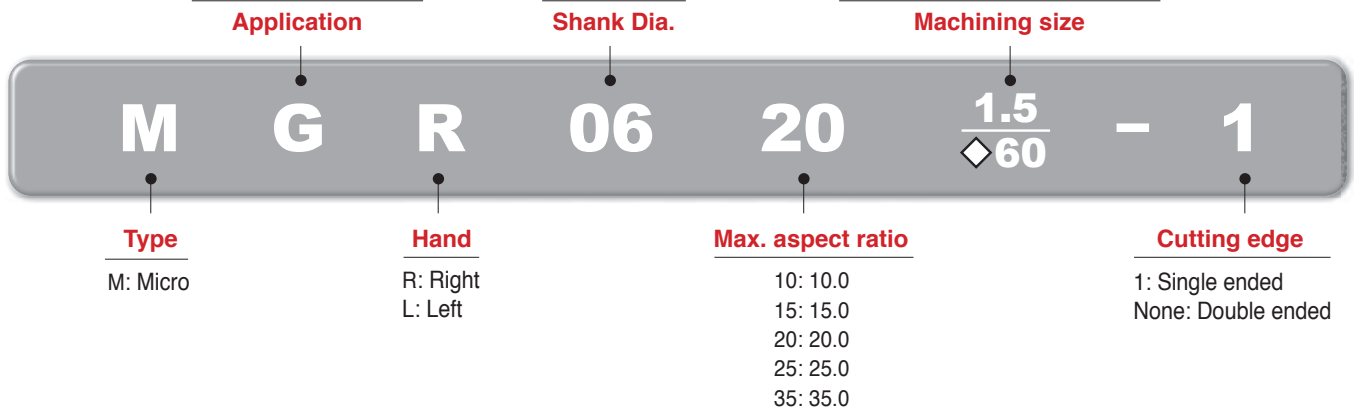 Application Shank Dia. Machining size
M G R 06 20 1.5/◇60 - 1
Type Hand Max. aspect ratio Cutting edge
M: Micro
R: Right
L: Left
10: 10.0
15: 15.0
20: 20.0
25: 25.0
35: 35.0
1: Single ended
None: Double ended